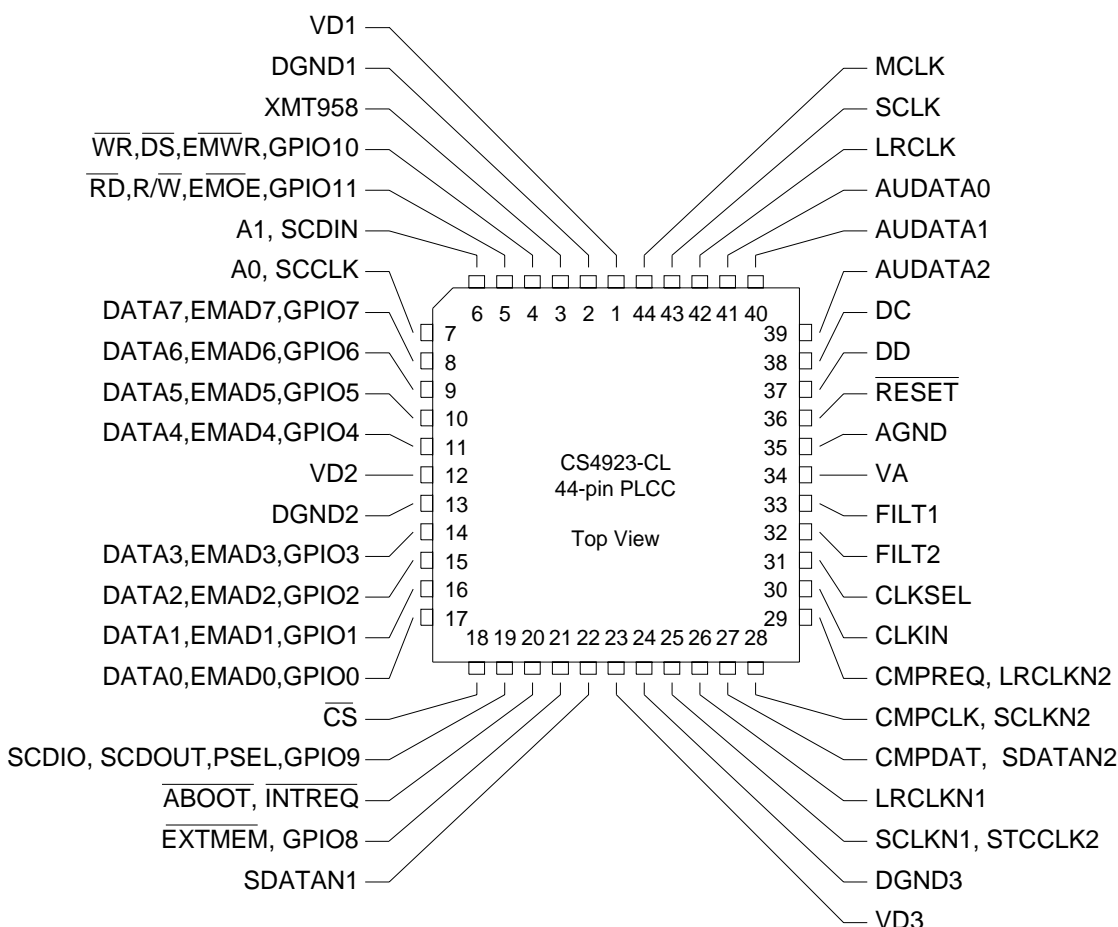 VD1
DGND1
XMT958
WR,DS,EMWR,GPIO10
RD,R/W,EMOE,GPIO11
A1, SCDIN
A0, SCCLK
DATA7,EMAD7,GPIO7
DATA6,EMAD6,GPIO6
DATA5,EMAD5,GPIO5
DATA4,EMAD4,GPIO4
VD2
DGND2
DATA3,EMAD3,GPIO3
DATA2,EMAD2,GPIO2
DATA1,EMAD1,GPIO1
DATA0,EMAD0,GPIO0
CS
SCDIO, SCDOUT,PSEL,GPIO9
ABOOT, INTREQ
EXTMEM, GPIO8
SDATAN1
6 5 4 3 2 1 44 43 42 41 40
7
8
9
10
11
12
13
14
15
16
17
CS4923-CL
44-pin PLCC
Top View
39
38
37
36
35
34
33
32
31
30
29
18 19 20 21 22 23 24 25 26 27 28
MCLK
SCLK
LRCLK
AUDATA0
AUDATA1
AUDATA2
DC
DD
RESET
AGND
VA
FILT1
FILT2
CLKSEL
CLKIN
CMPREQ, LRCLKN2
CMPCLK, SCLKN2
CMPDAT, SDATAN2
LRCLKN1
SCLKN1, STCCLK2
DGND3
VD3